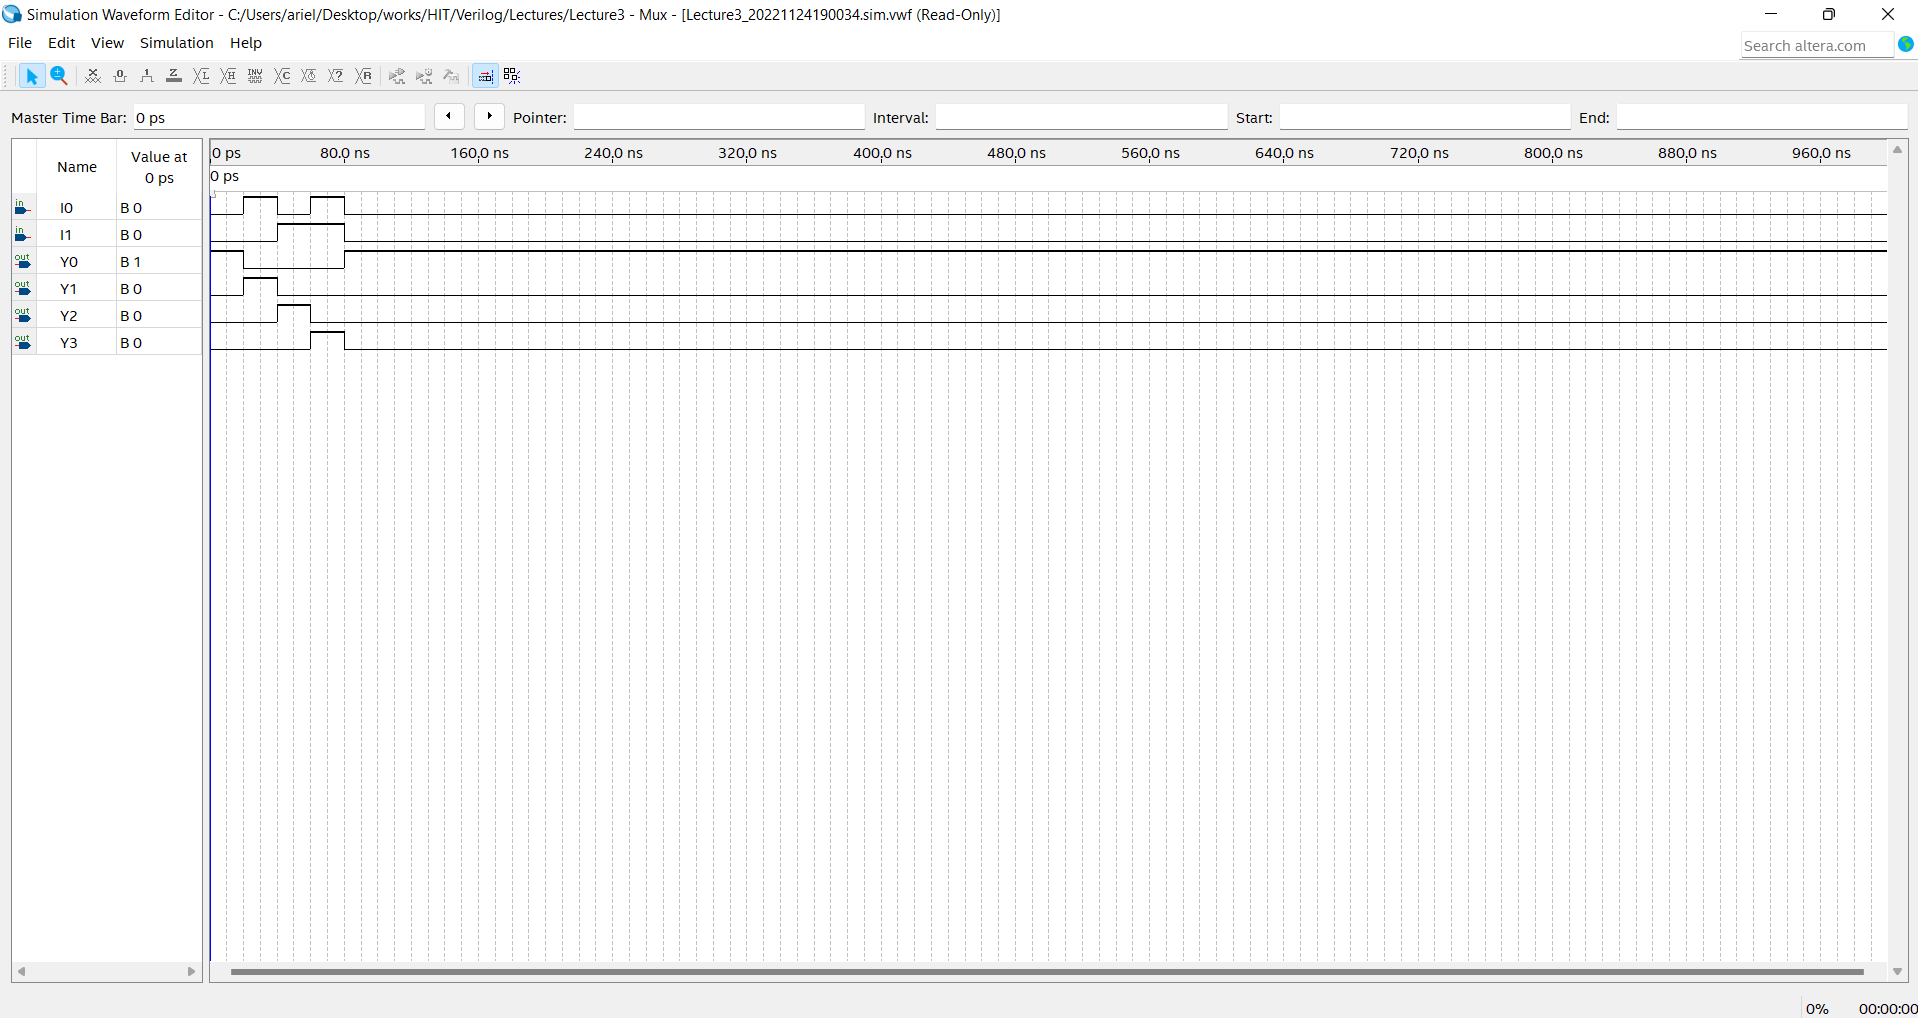 Simulation Waveform Editor - C:/Users/ariel/Desktop/works/HIT/Verilog/Lectures/Lecture3 - Mux - [Lecture3_20221124190034.sim.vwf (Read-Only)]
File Edit View Simulation Help
Search altera.com
Master Time Bar: 0 ps Pointer: Interval: Start: End:
Name Value at 0 ps
0 ps 80.0 ns 160.0 ns 240.0 ns 320.0 ns 400.0 ns 480.0 ns 560.0 ns 640.0 ns 720.0 ns 800.0 ns 880.0 ns 960.0 ns
0 ps
in I0 B 0
in I1 B 0
out Y0 B 1
out Y1 B 0
out Y2 B 0
out Y3 B 0
0% 00:00:00